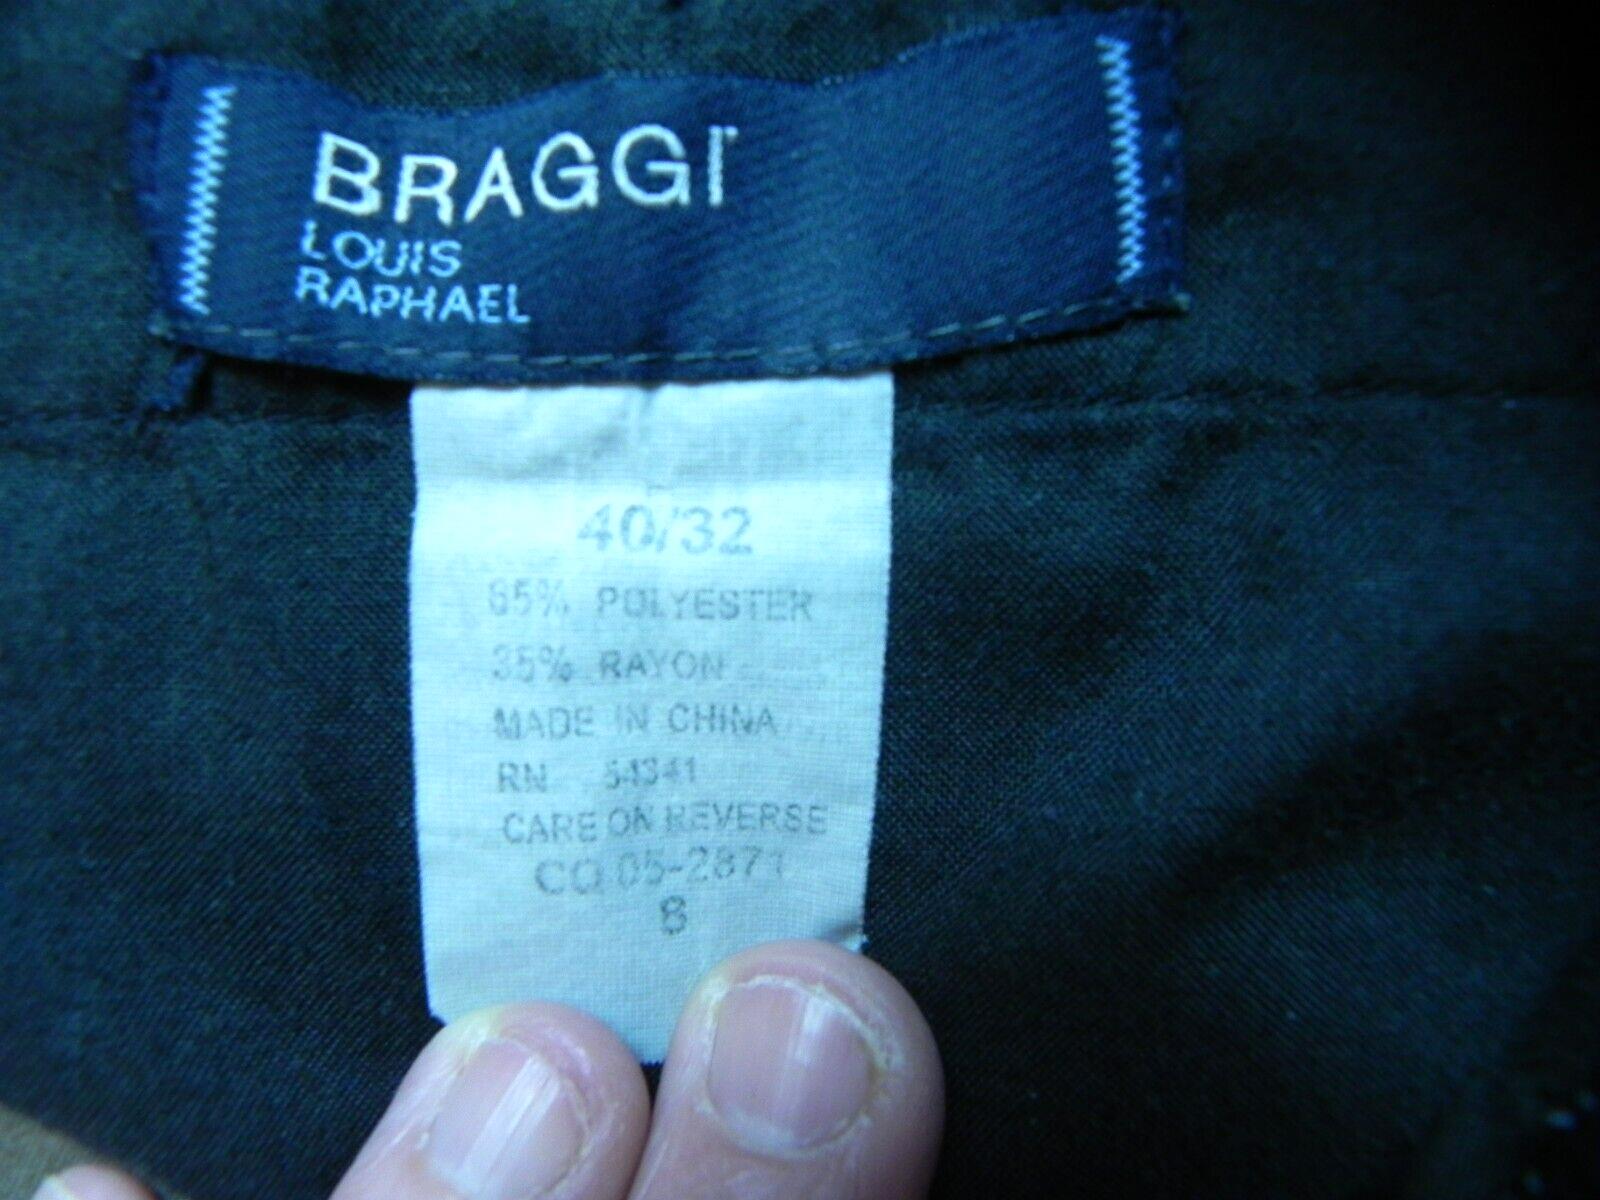 BRAGGI
LOUIS
RAPHAEL
40/32
65% POLYESTER
35% RAYON
MADE IN CHINA
RN 54341
CARE ON REVERSE
CO 05-2871
8